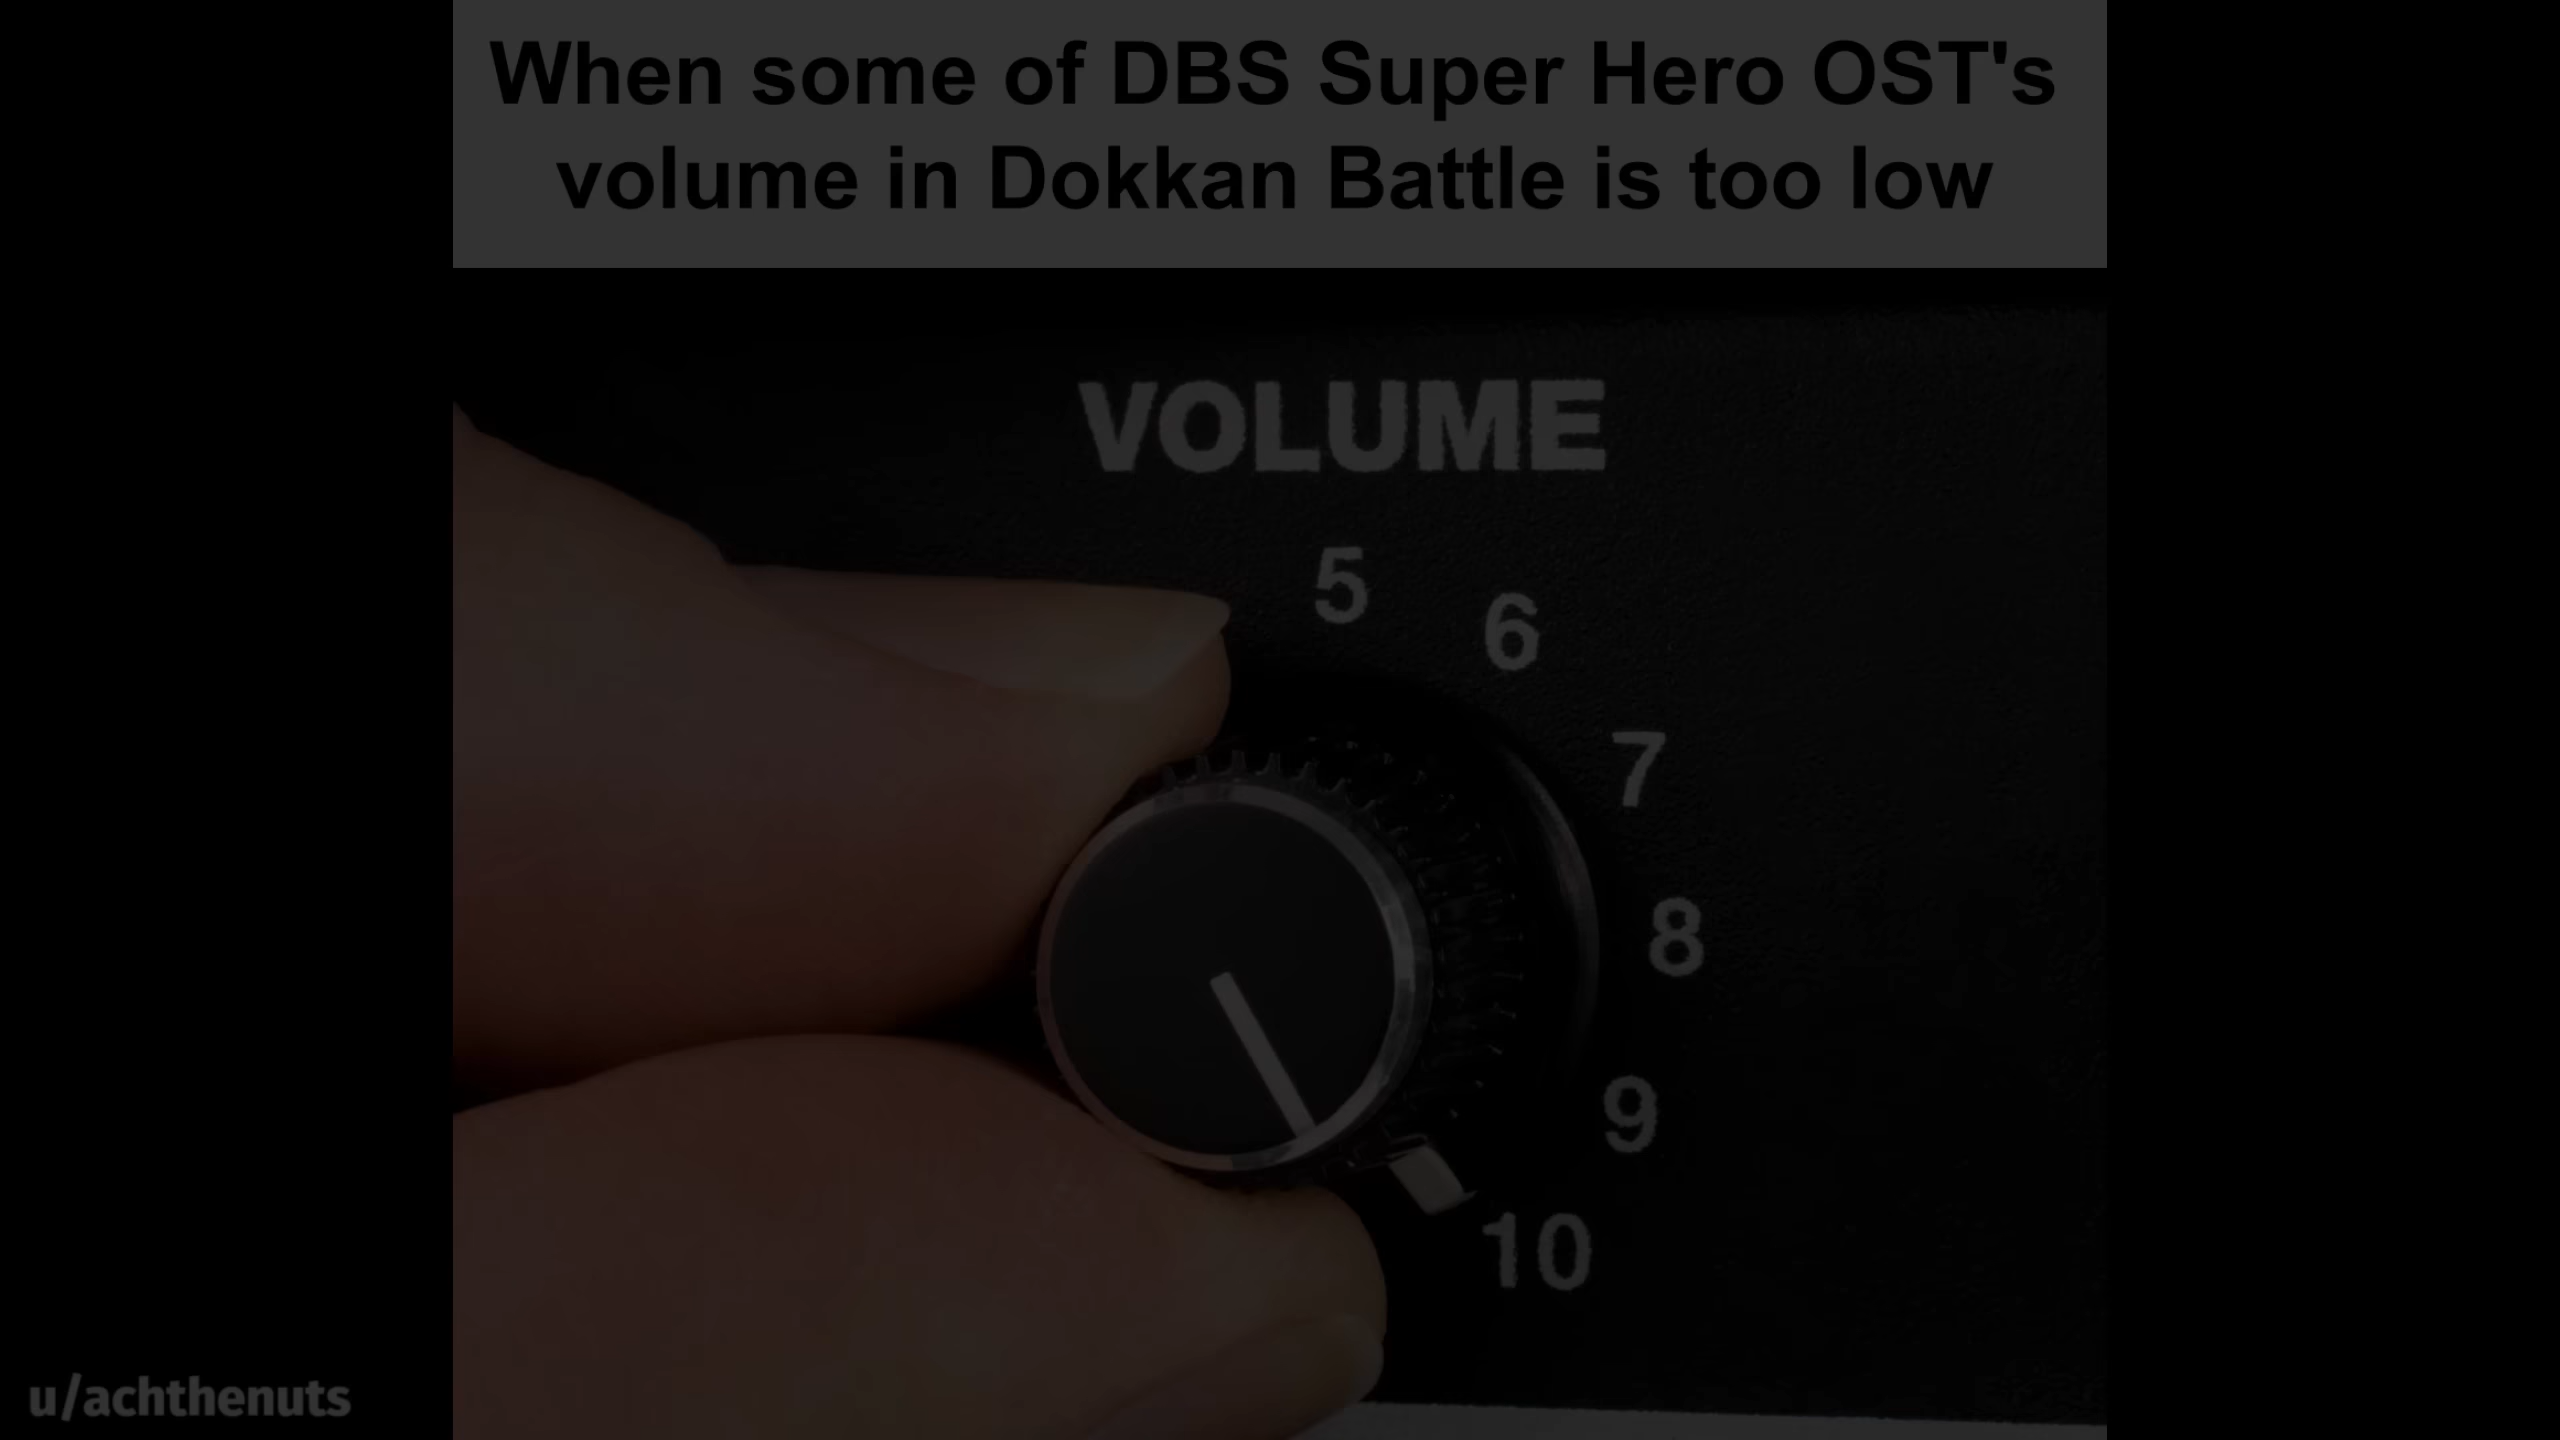 When some of DBS Super Hero OST's
volume in Dokkan Battle is too low
VOLUME
5
6
7
8
9
10
u/achthenuts